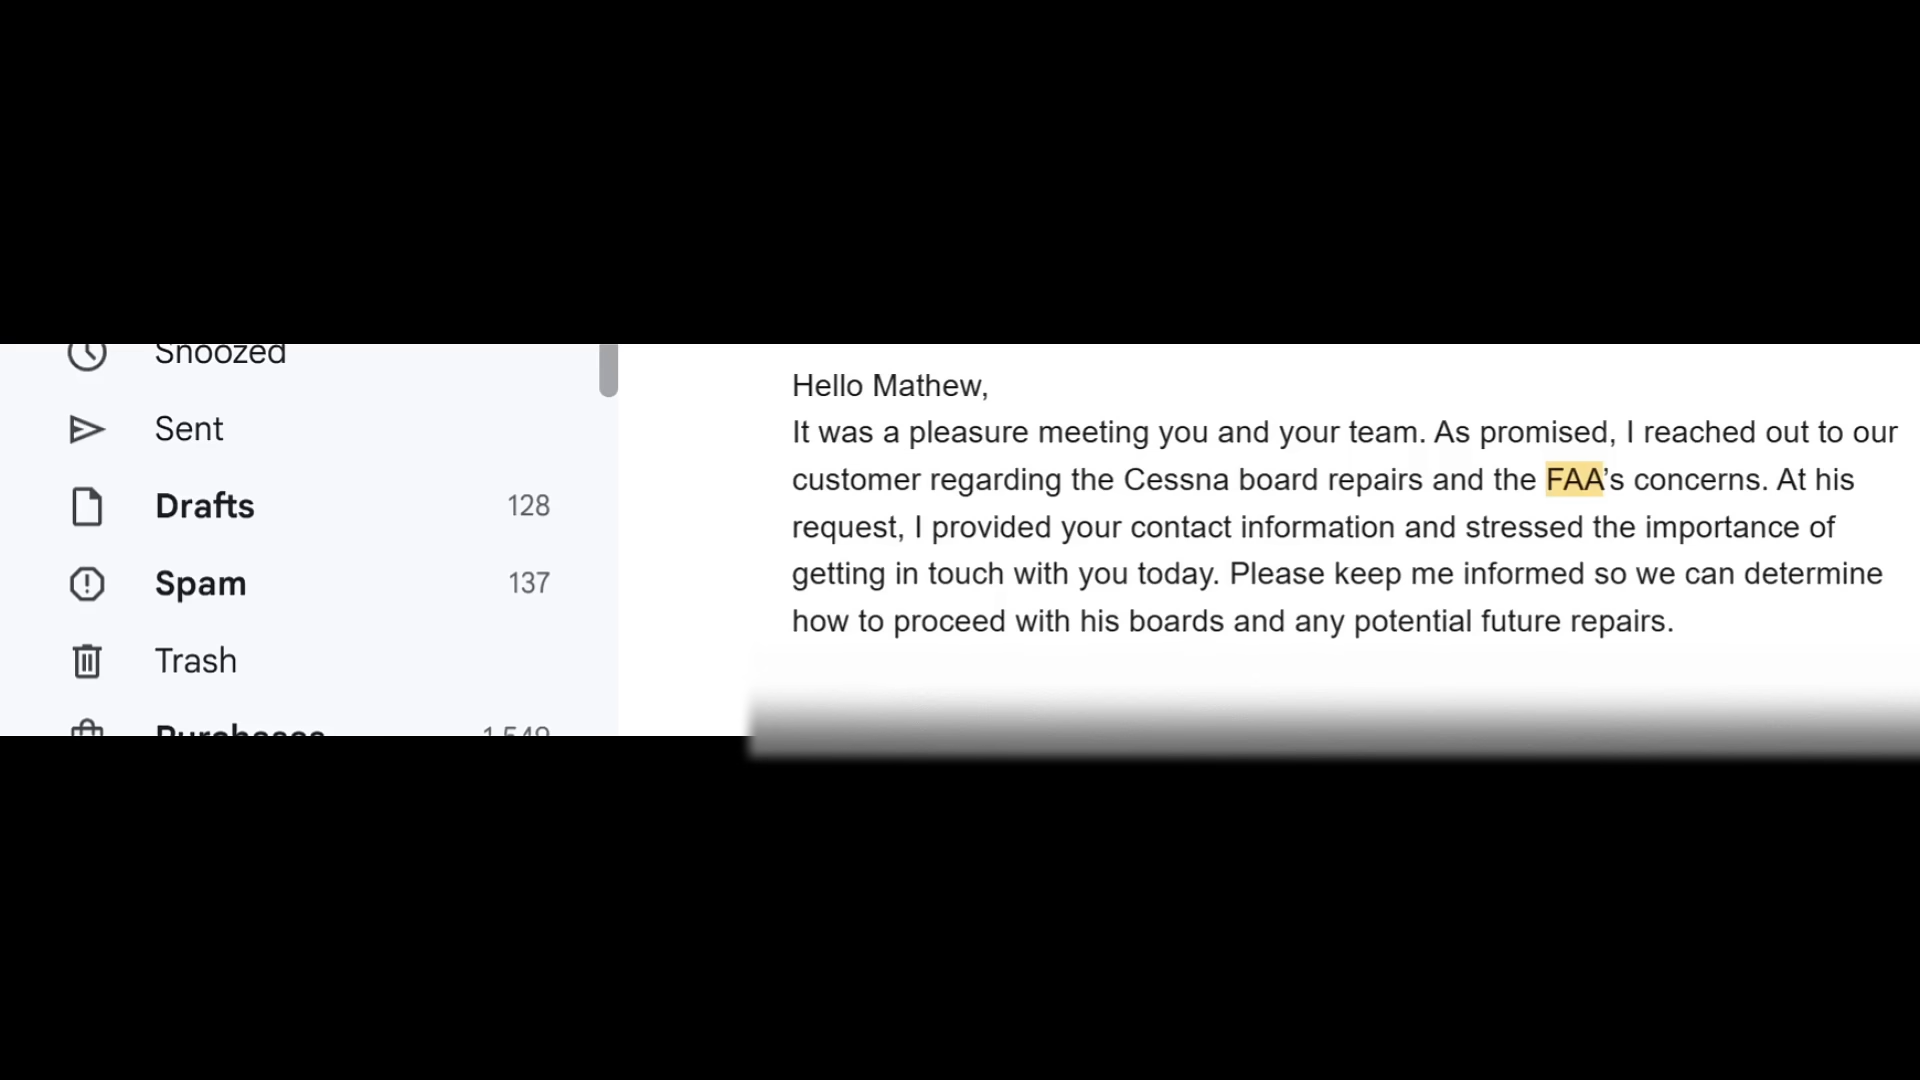 Snoozed
Sent
Drafts 128
Spam 137
Trash
Purchases 1,549
Hello Mathew,
It was a pleasure meeting you and your team. As promised, I reached out to our
customer regarding the Cessna board repairs and the FAA’s concerns. At his
request, I provided your contact information and stressed the importance of
getting in touch with you today. Please keep me informed so we can determine
how to proceed with his boards and any potential future repairs.